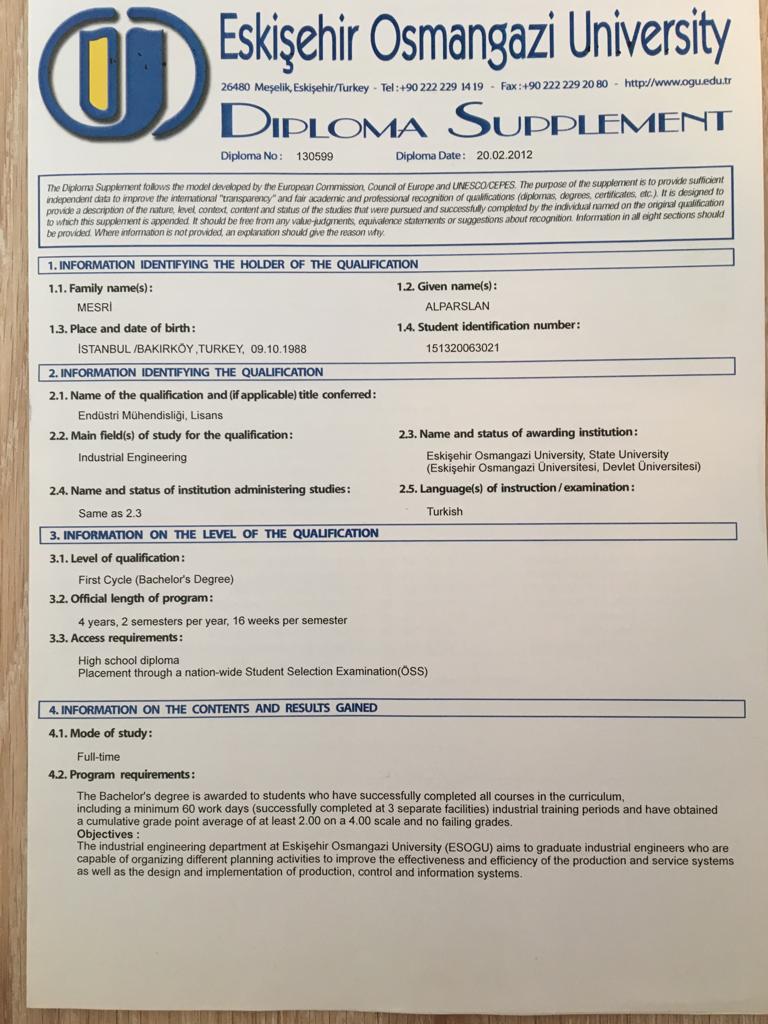 Eskişehir Osmangazi University
26480 Meşelik, Eskişehir/Turkey - Tel :+90 222 229 14 19 - Fax :+90 222 229 20 80 - http://www.ogu.edu.tr
DIPLOMA SUPPLEMENT
Diploma No : 130599 Diploma Date : 20.02.2012
The Diploma Supplement follows the model developed by the European Commission, Council of Europe and UNESCO/CEPES. The purpose of the supplement is to provide sufficient
independent data to improve the international "transparency" and fair academic and professional recognition of qualifications (diplomas, degrees, certificates, etc.). It is designed to
provide a description of the nature, level, context, content and status of the studies that were pursued and successfully completed by the individual named on the original qualification
to which this supplement is appended. It should be free from any value-judgments, equivalence statements or suggestions about recognition. Information in all eight sections should
be provided. Where information is not provided, an explanation should give the reason why.
1. INFORMATION IDENTIFYING THE HOLDER OF THE QUALIFICATION
1.1. Family name(s) : 1.2. Given name(s) :
MESRİ ALPARSLAN
1.3. Place and date of birth : 1.4. Student identification number :
İSTANBUL /BAKIRKÖY ,TURKEY, 09.10.1988 151320063021
2. INFORMATION IDENTIFYING THE QUALIFICATION
2.1. Name of the qualification and (if applicable) title conferred :
Endüstri Mühendisliği, Lisans
2.2. Main field(s) of study for the qualification : 2.3. Name and status of awarding institution :
Industrial Engineering Eskişehir Osmangazi University, State University
(Eskişehir Osmangazi Üniversitesi, Devlet Üniversitesi)
2.4. Name and status of institution administering studies : 2.5. Language(s) of instruction / examination :
Same as 2.3 Turkish
3. INFORMATION ON THE LEVEL OF THE QUALIFICATION
3.1. Level of qualification :
First Cycle (Bachelor's Degree)
3.2. Official length of program :
4 years, 2 semesters per year, 16 weeks per semester
3.3. Access requirements :
High school diploma
Placement through a nation-wide Student Selection Examination(ÖSS)
4. INFORMATION ON THE CONTENTS AND RESULTS GAINED
4.1. Mode of study :
Full-time
4.2. Program requirements :
The Bachelor's degree is awarded to students who have successfully completed all courses in the curriculum,
including a minimum 60 work days (successfully completed at 3 separate facilities) industrial training periods and have obtained
a cumulative grade point average of at least 2.00 on a 4.00 scale and no failing grades.
Objectives :
The industrial engineering department at Eskişehir Osmangazi University (ESOGU) aims to graduate industrial engineers who are
capable of organizing different planning activities to improve the effectiveness and efficiency of the production and service systems
as well as the design and implementation of production, control and information systems.